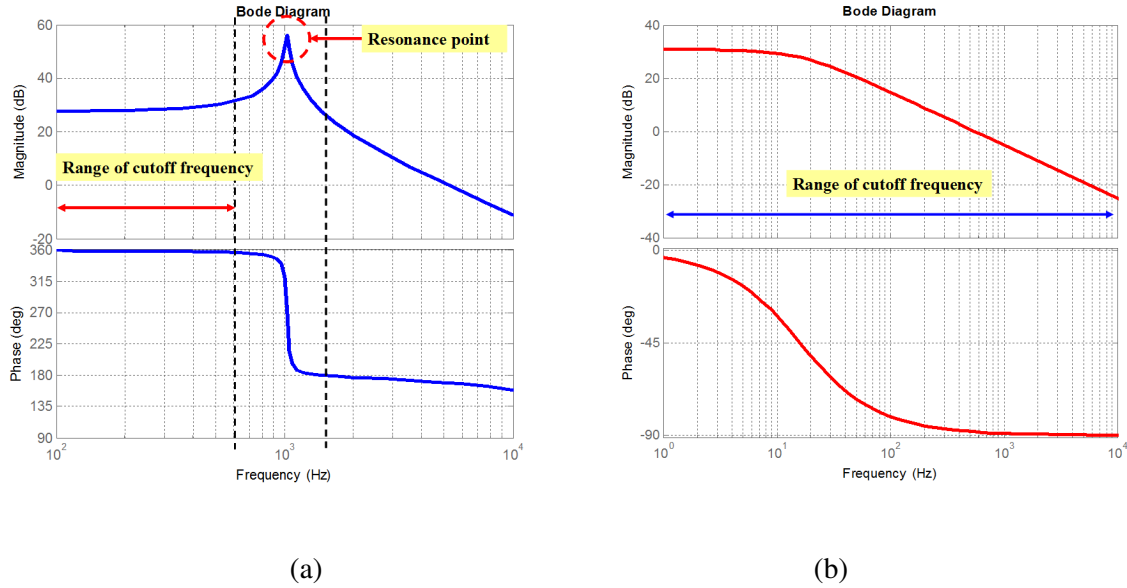 Bode Diagram
60
40
20
0
-20
Magnitude (dB)
Resonance point
Range of cutoff frequency
360
315
270
225
180
135
90
Phase (deg)
10^2
10^3
10^4
Frequency (Hz)
(a)
Bode Diagram
40
20
0
-20
-40
Magnitude (dB)
Range of cutoff frequency
0
-45
-90
Phase (deg)
10^0
10^1
10^2
10^3
10^4
Frequency (Hz)
(b)